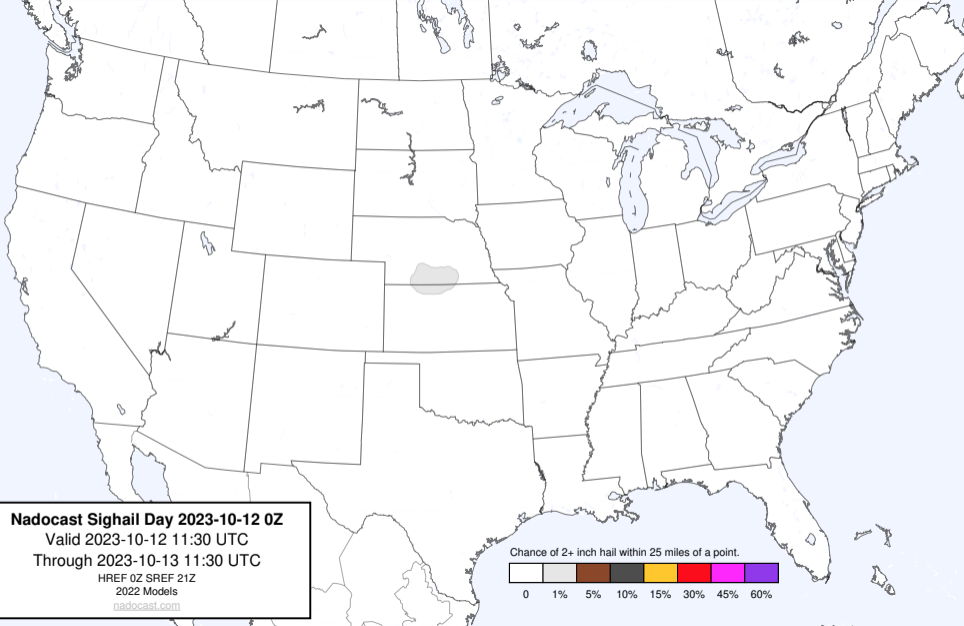 Nadocast Sighail Day 2023-10-12 0Z
Valid 2023-10-12 11:30 UTC
Through 2023-10-13 11:30 UTC
HREF 0Z SREF 21Z
2022 Models
nadocast.com
Chance of 2+ inch hail within 25 miles of a point.
0 1% 5% 10% 15% 30% 45% 60%